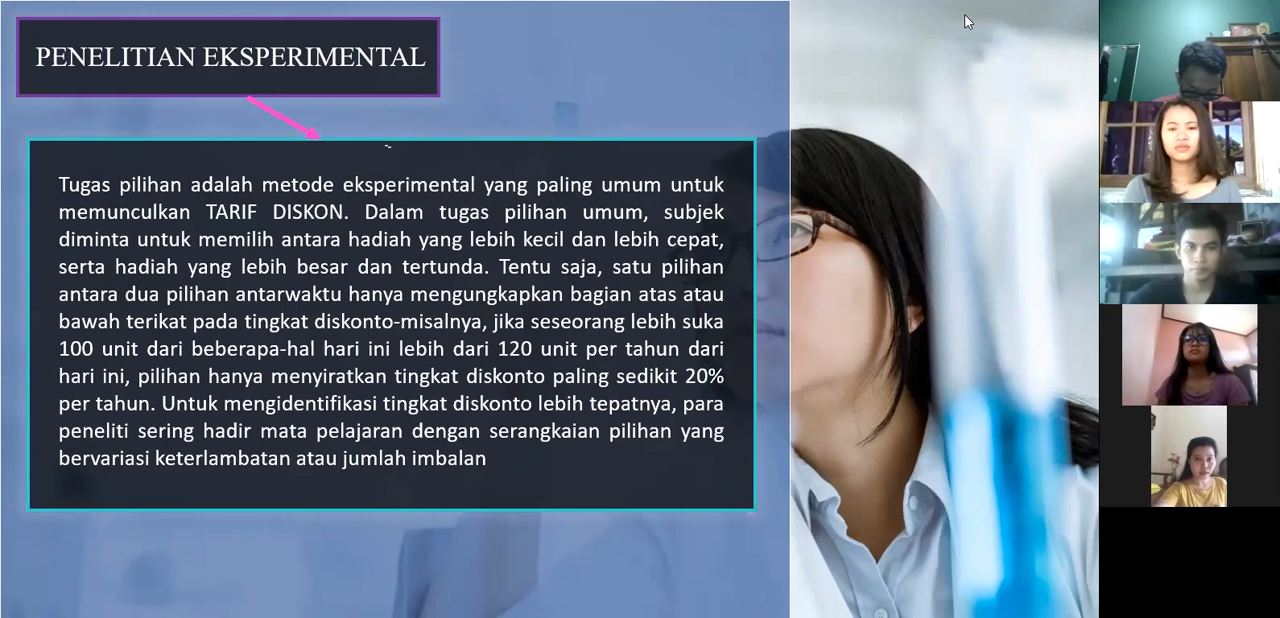 PENELITIAN EKSPERIMENTAL
Tugas pilihan adalah metode eksperimental yang paling umum untuk
memunculkan TARIF DISKON. Dalam tugas pilihan umum, subjek
diminta untuk memilih antara hadiah yang lebih kecil dan lebih cepat,
serta hadiah yang lebih besar dan tertunda. Tentu saja, satu pilihan
antara dua pilihan antarwaktu hanya mengungkapkan bagian atas atau
bawah terikat pada tingkat diskonto-misalnya, jika seseorang lebih suka
100 unit dari beberapa-hal hari ini lebih dari 120 unit per tahun dari
hari ini, pilihan hanya menyiratkan tingkat diskonto paling sedikit 20%
per tahun. Untuk mengidentifikasi tingkat diskonto lebih tepatnya, para
peneliti sering hadir mata pelajaran dengan serangkaian pilihan yang
bervariasi keterlambatan atau jumlah imbalan